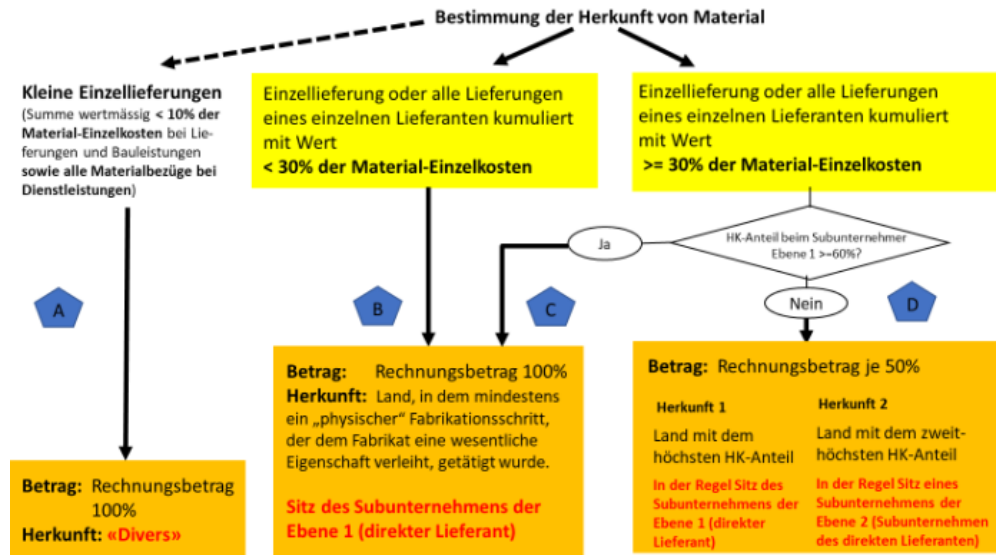 Bestimmung der Herkunft von Material
Kleine Einzellieferungen
(Summe wertmässig < 10% der
Material-Einzelkosten bei Lie-
ferungen und Bauleistungen
sowie alle Materialbezüge bei
Dienstleistungen)
Einzellieferung oder alle Lieferungen
eines einzelnen Lieferanten kumuliert
mit Wert
< 30% der Material-Einzelkosten
Einzellieferung oder alle Lieferungen
eines einzelnen Lieferanten kumuliert
mit Wert
>= 30% der Material-Einzelkosten
HK-Anteil beim Subunternehmer
Ebene 1 >=60%?
Ja
Nein
A
B
C
D
Betrag: Rechnungsbetrag
100%
Herkunft: «Divers»
Betrag: Rechnungsbetrag 100%
Herkunft: Land, in dem mindestens
ein „physischer“ Fabrikationsschritt,
der dem Fabrikat eine wesentliche
Eigenschaft verleiht, getätigt wurde.
Sitz des Subunternehmens der
Ebene 1 (direkter Lieferant)
Betrag: Rechnungsbetrag je 50%
Herkunft 1
Land mit dem
höchsten HK-Anteil
In der Regel Sitz des
Subunternehmens der
Ebene 1 (direkter
Lieferant)
Herkunft 2
Land mit dem zweit-
höchsten HK-Anteil
In der Regel Sitz eines
Subunternehmens der
Ebene 2 (Subunternehmen
des direkten Lieferanten)